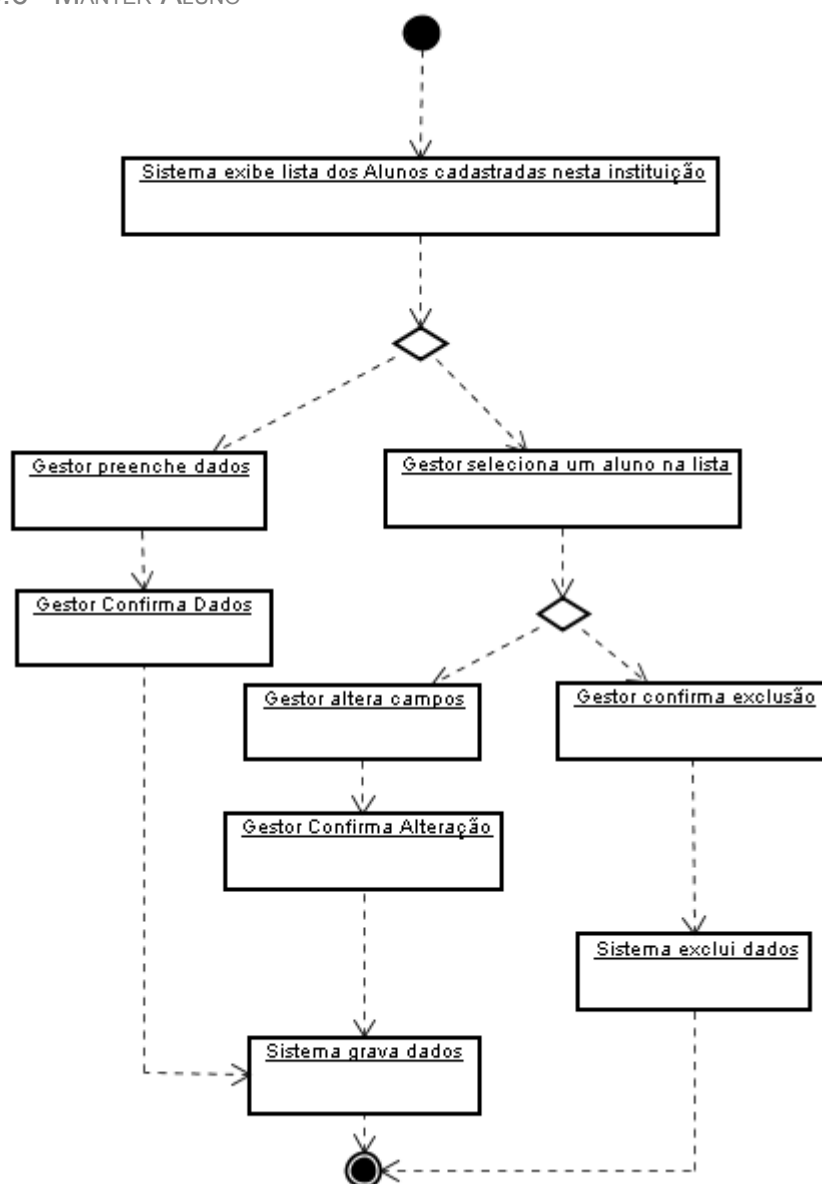 Manter Aluno
Sistema exibe lista dos Alunos cadastradas nesta instituição
Gestor preenche dados
Gestor seleciona um aluno na lista
Gestor Confirma Dados
Gestor altera campos
Gestor confirma exclusão
Gestor Confirma Alteração
Sistema exclui dados
Sistema grava dados